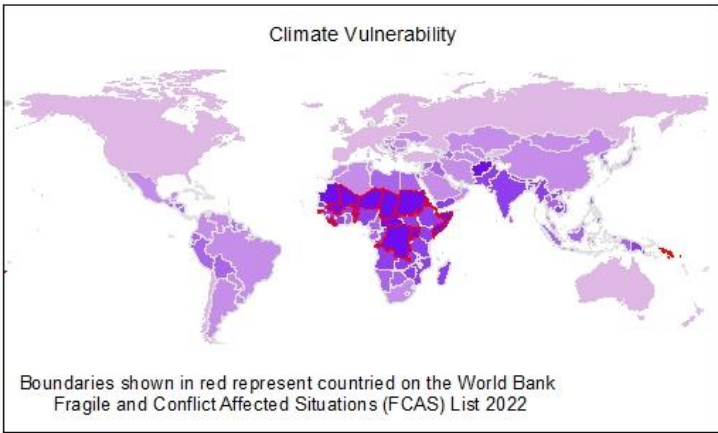 Climate Vulnerability
Boundaries shown in red represent countried on the World Bank
Fragile and Conflict Affected Situations (FCAS) List 2022